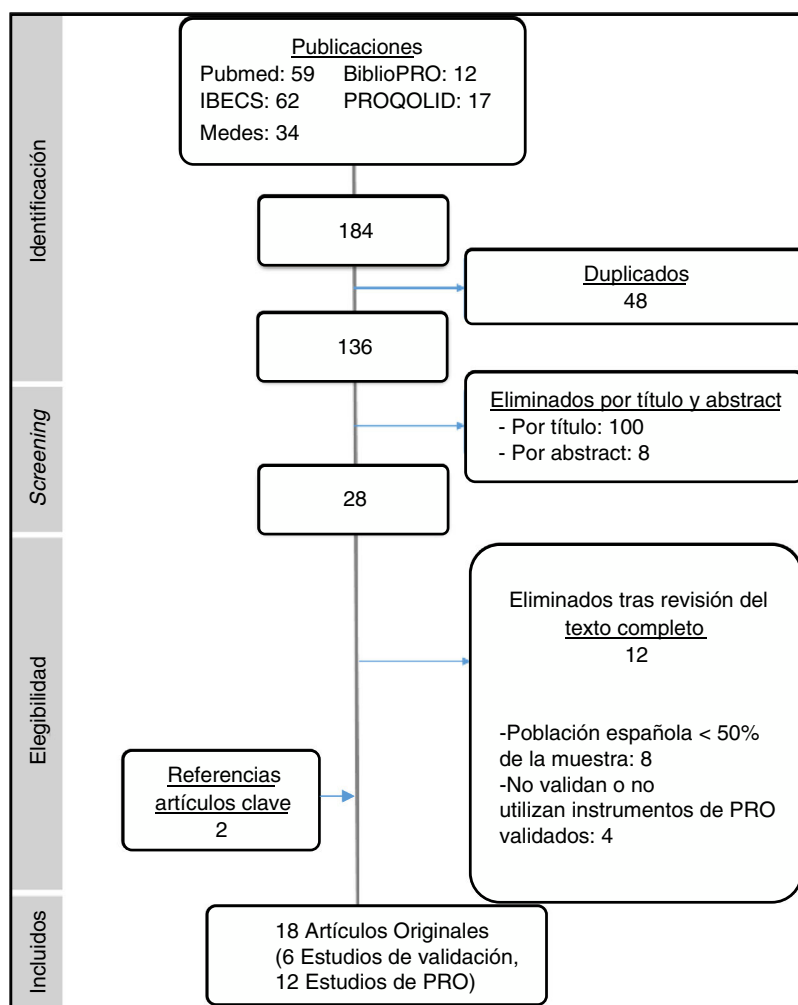 Identificación
Publicaciones
Pubmed: 59 BiblioPRO: 12
IBECS: 62 PROQOLID: 17
Medes: 34
184
Duplicados
48
136
Screening
Eliminados por título y abstract
- Por título: 100
- Por abstract: 8
28
Elegibilidad
Eliminados tras revisión del
texto completo
12
-Población española < 50%
de la muestra: 8
-No validan o no
utilizan instrumentos de PRO
validados: 4
Referencias
artículos clave
2
Incluidos
18 Artículos Originales
(6 Estudios de validación,
12 Estudios de PRO)